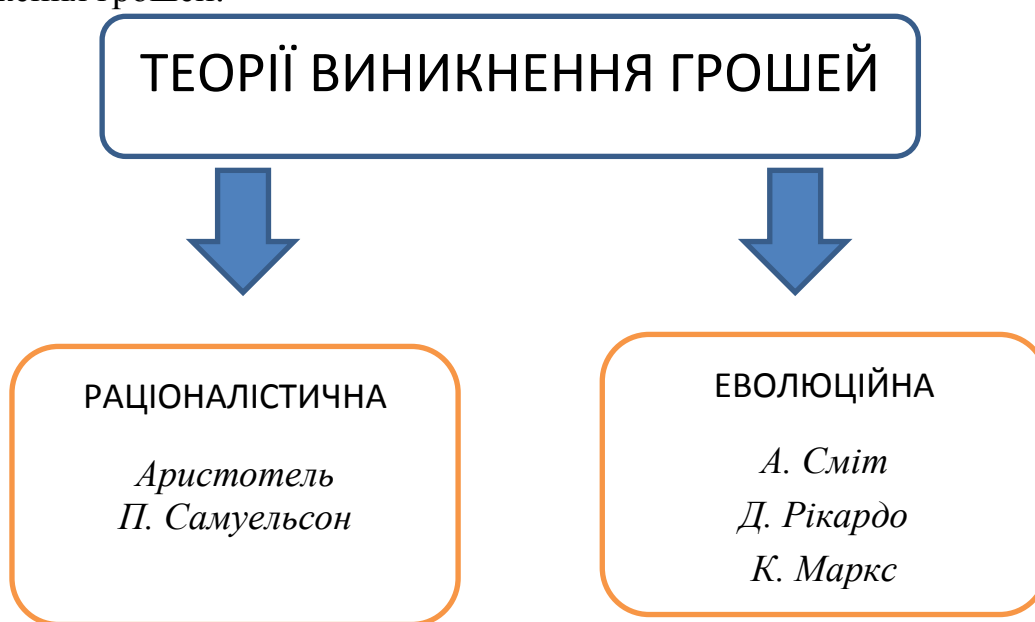 ТЕОРІЇ ВИНИКНЕННЯ ГРОШЕЙ
РАЦІОНАЛІСТИЧНА
Аристотель
П. Самуельсон
ЕВОЛЮЦІЙНА
А. Сміт
Д. Рікардо
К. Маркс